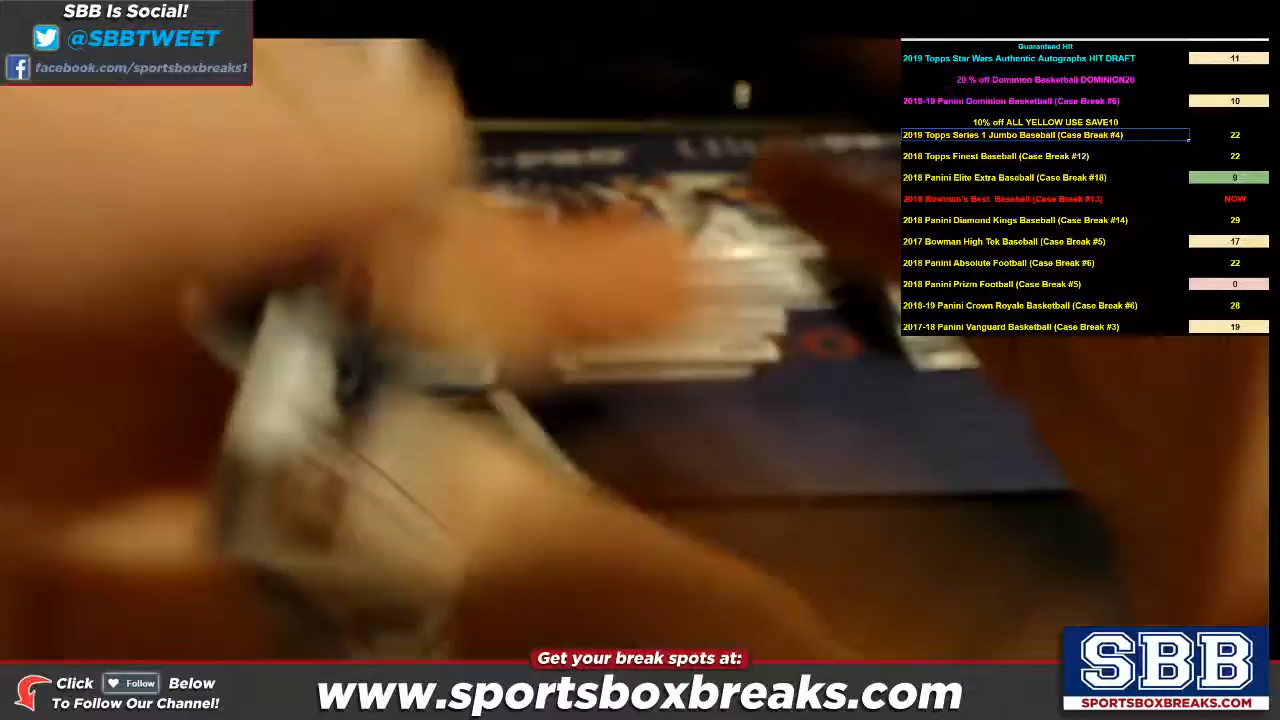 SBB Is Social!
@SBBTWEET
facebook.com/sportsboxbreaks1
Guaranteed Hit
2019 Topps Star Wars Authentic Autographs HIT DRAFT 11
20 % off Dominion Basketball DOMINION20
2018-19 Panini Dominion Basketball (Case Break #6) 10
10% off ALL YELLOW USE SAVE10
2019 Topps Series 1 Jumbo Baseball (Case Break #4) 22
2018 Topps Finest Baseball (Case Break #12) 22
2018 Panini Elite Extra Baseball (Case Break #18) 9
2018 Bowman's Best Baseball (Case Break #13) NOW
2018 Panini Diamond Kings Baseball (Case Break #14) 29
2017 Bowman High Tek Baseball (Case Break #5) 17
2018 Panini Absolute Football (Case Break #6) 22
2018 Panini Prizm Football (Case Break #5) 0
2018-19 Panini Crown Royale Basketball (Case Break #6) 28
2017-18 Panini Vanguard Basketball (Case Break #3) 19
Get your break spots at:
Click Follow Below
To Follow Our Channel!
www.sportsboxbreaks.com
SBB
SPORTSBOXBREAKS.COM